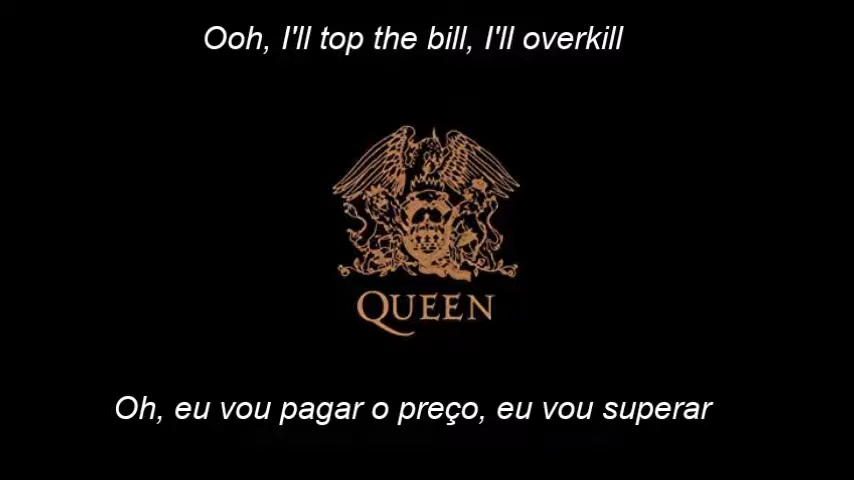 Ooh, I'll top the bill, I'll overkill
QUEEN
Oh, eu vou pagar o preço, eu vou superar